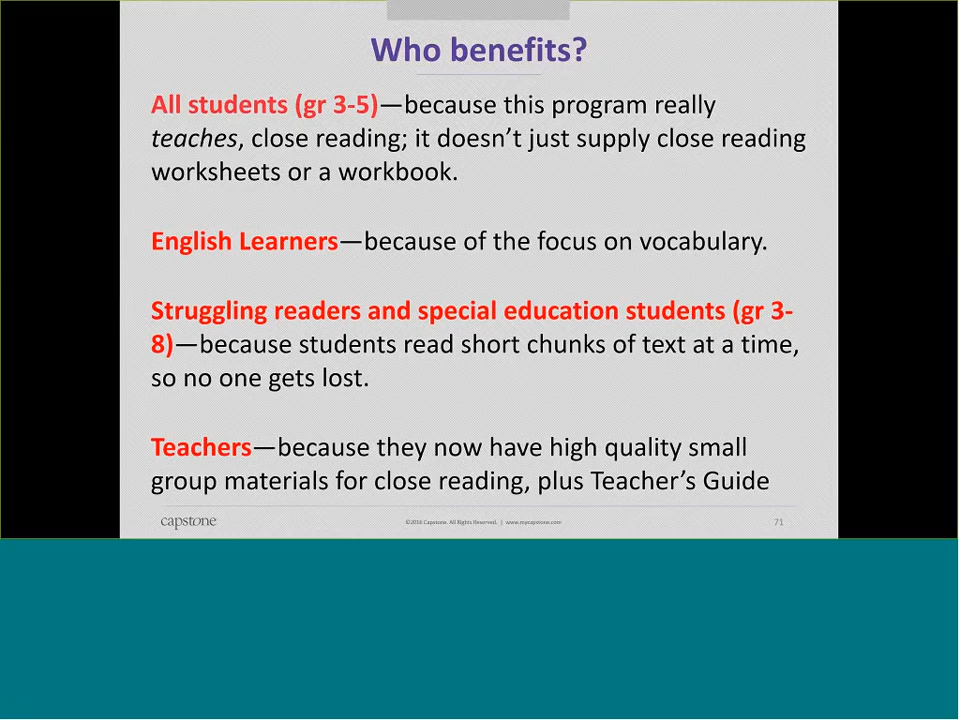 Who benefits?
All students (gr 3-5)—because this program really
teaches, close reading; it doesn’t just supply close reading
worksheets or a workbook.
English Learners—because of the focus on vocabulary.
Struggling readers and special education students (gr 3-
8)—because students read short chunks of text at a time,
so no one gets lost.
Teachers—because they now have high quality small
group materials for close reading, plus Teacher’s Guide
capstone
©2016 Capstone. All Rights Reserved. | www.mycapstone.com
71